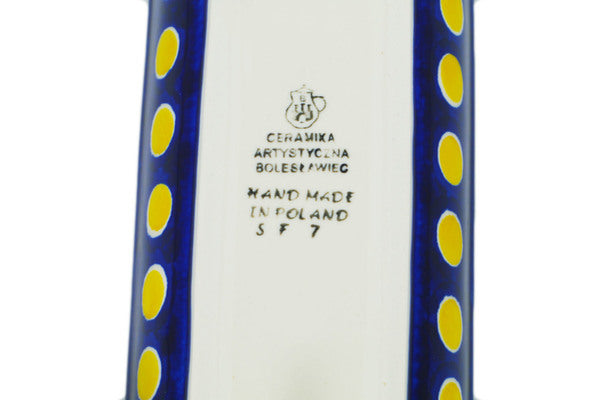 CERAMIKA
ARTYSTYCZNA
BOLESŁAWIEC
HAND MADE
IN POLAND
S F 7